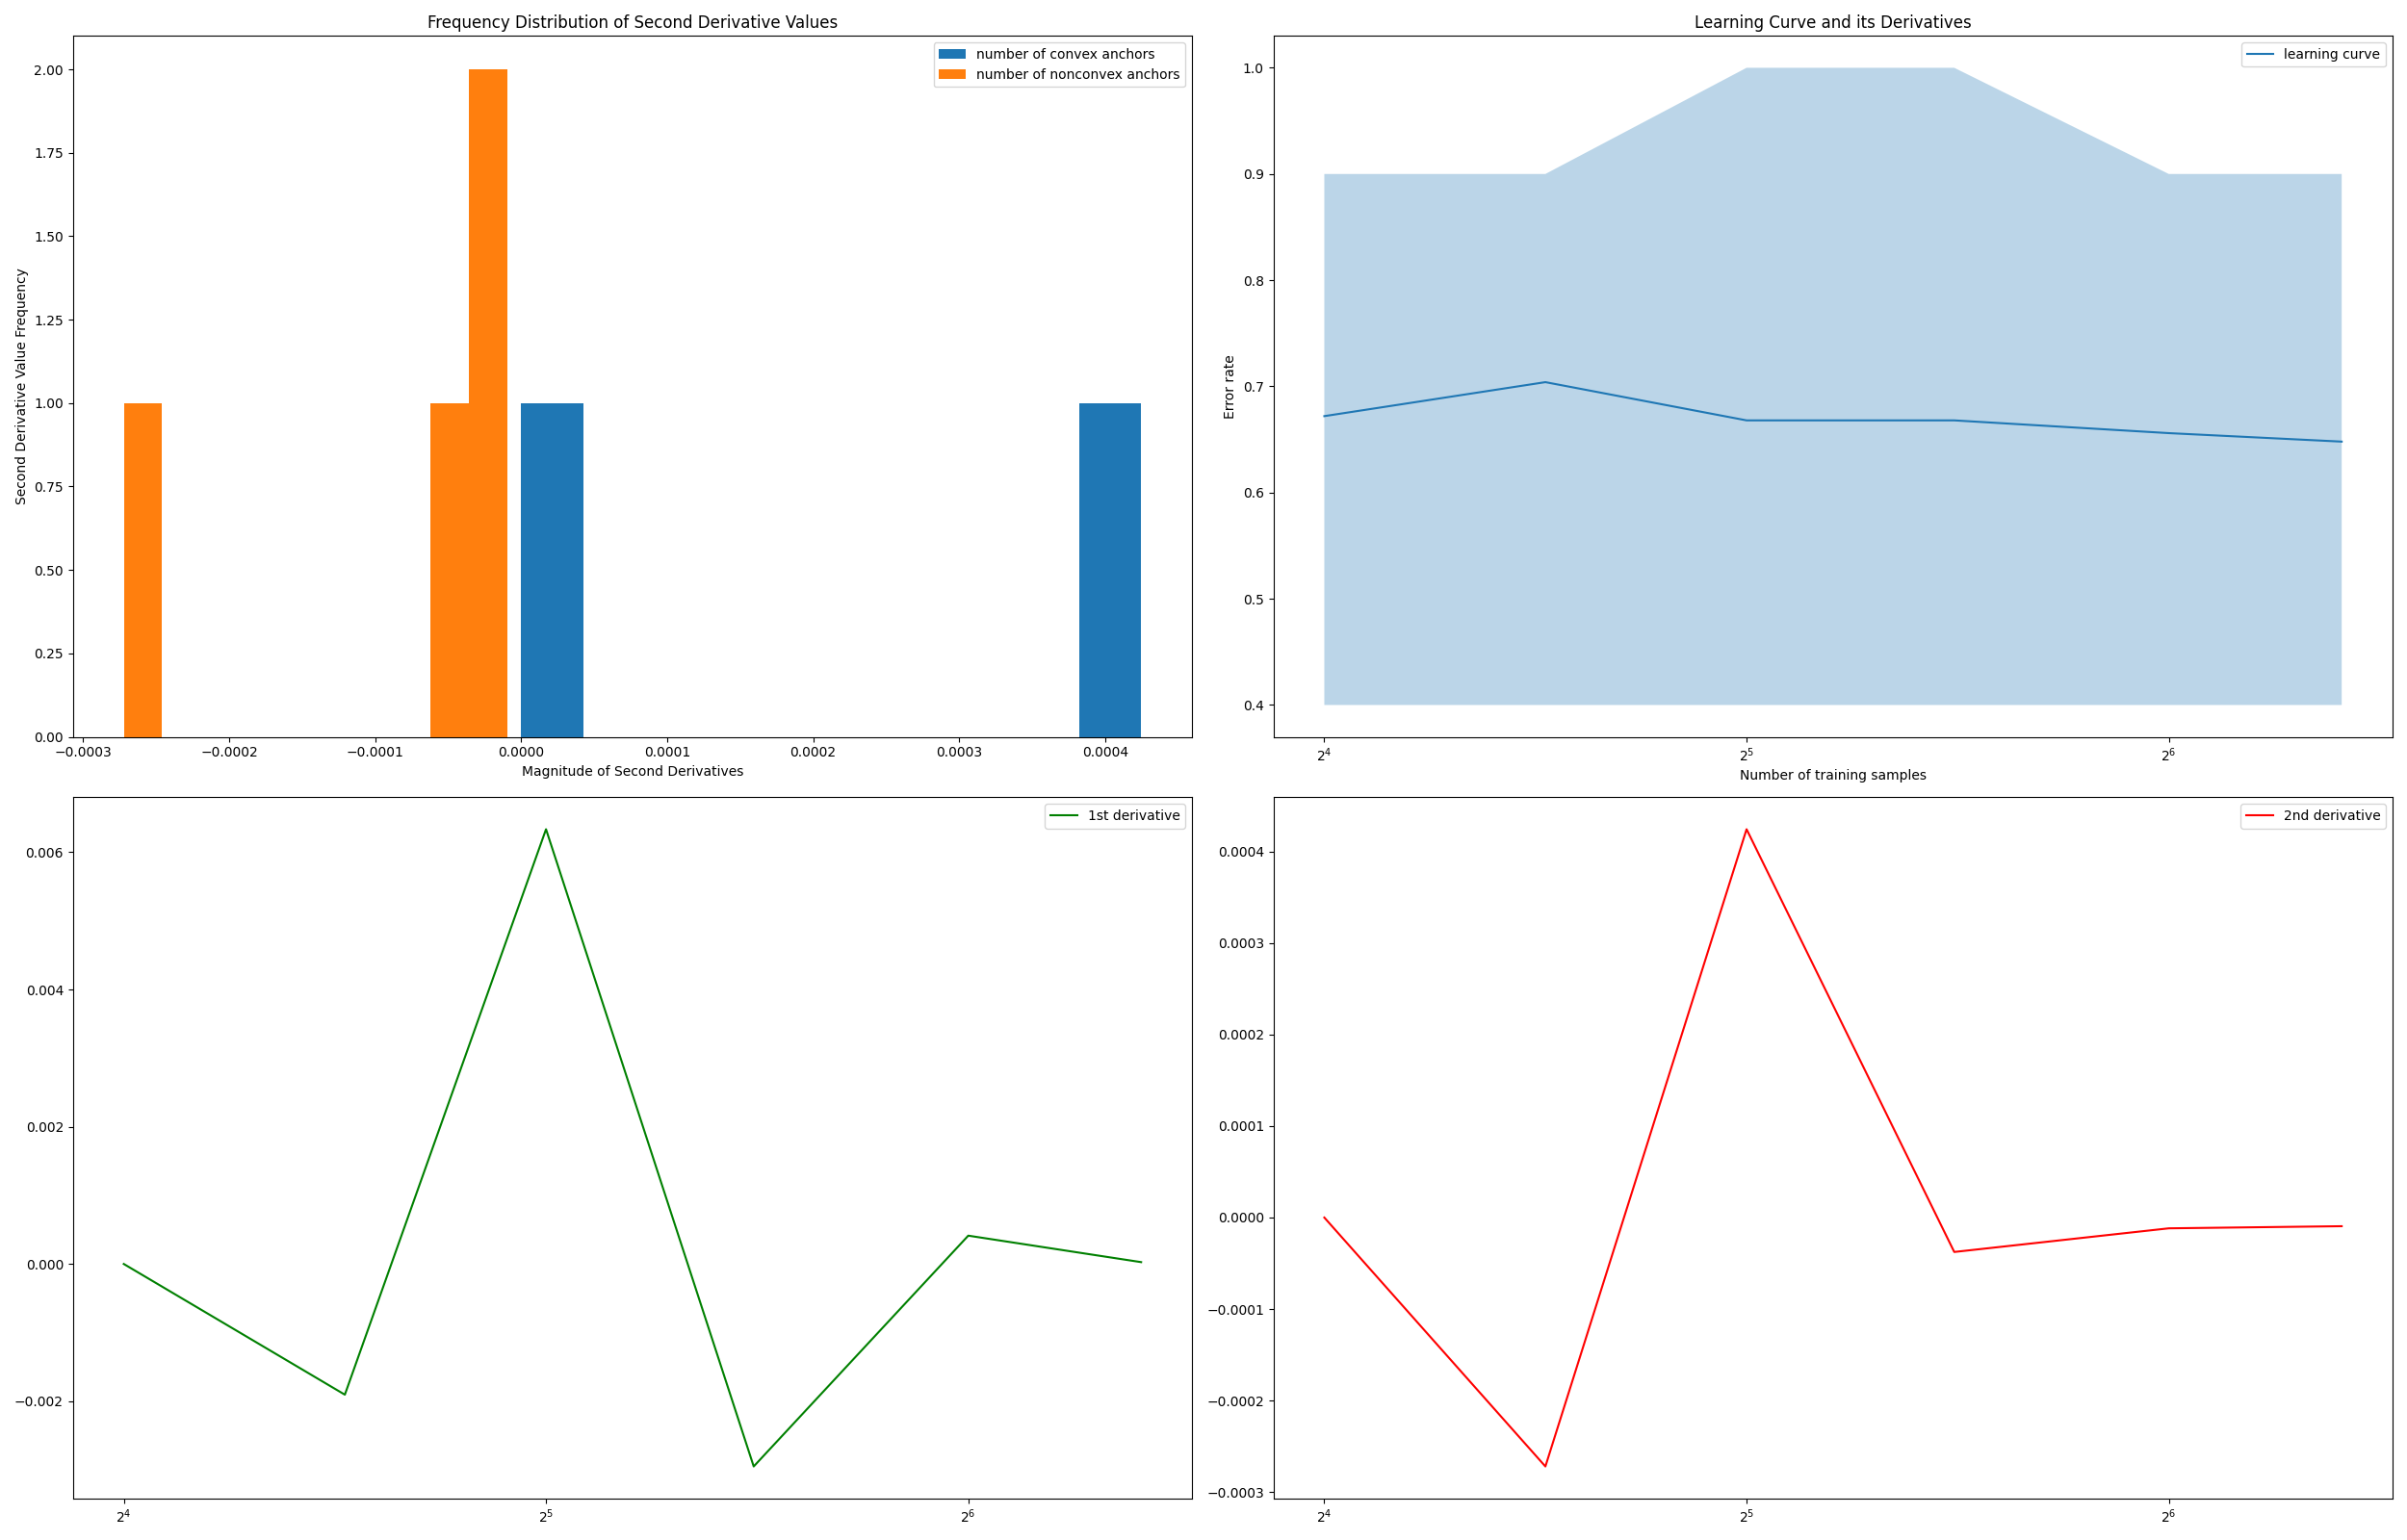 Frequency Distribution of Second Derivative Values
number of convex anchors
number of nonconvex anchors
2.00
1.75
1.50
1.25
1.00
0.75
0.50
0.25
0.00
Second Derivative Value Frequency
−0.0003 −0.0002 −0.0001 0.0000 0.0001 0.0002 0.0003 0.0004
Magnitude of Second Derivatives
Learning Curve and its Derivatives
learning curve
1.0
0.9
0.8
0.7
0.6
0.5
0.4
Error rate
2⁴ 2⁵ 2⁶
Number of training samples
1st derivative
0.006
0.004
0.002
0.000
−0.002
2⁴ 2⁵ 2⁶
2nd derivative
0.0004
0.0003
0.0002
0.0001
0.0000
−0.0001
−0.0002
−0.0003
2⁴ 2⁵ 2⁶